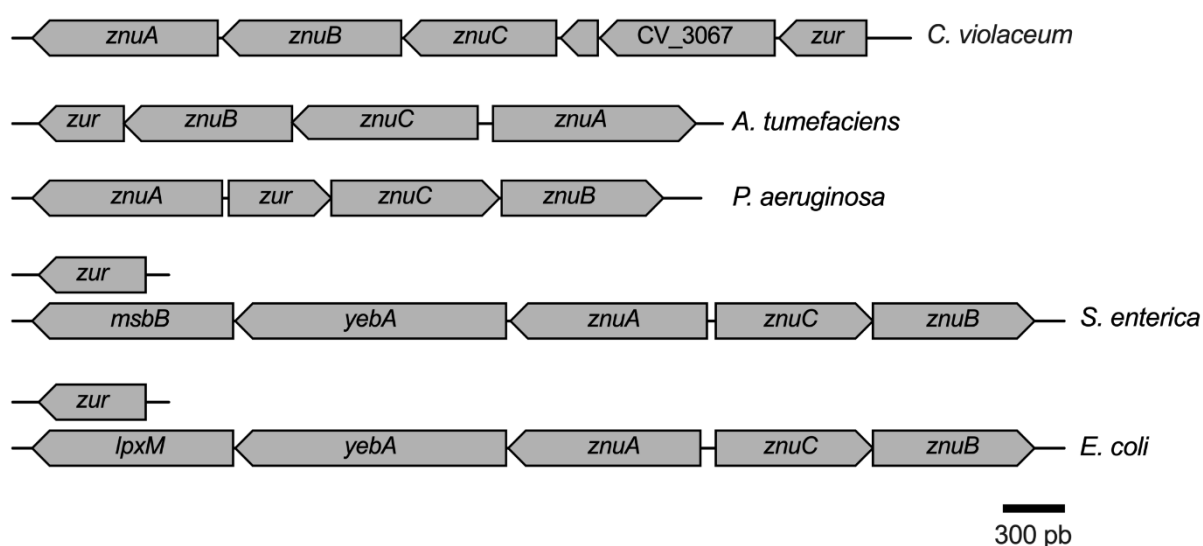 znuA znuB znuC CV_3067 zur C. violaceum
zur znuB znuC znuA A. tumefaciens
znuA zur znuC znuB P. aeruginosa
zur
msbB yebA znuA znuC znuB S. enterica
zur
lpxM yebA znuA znuC znuB E. coli
300 pb